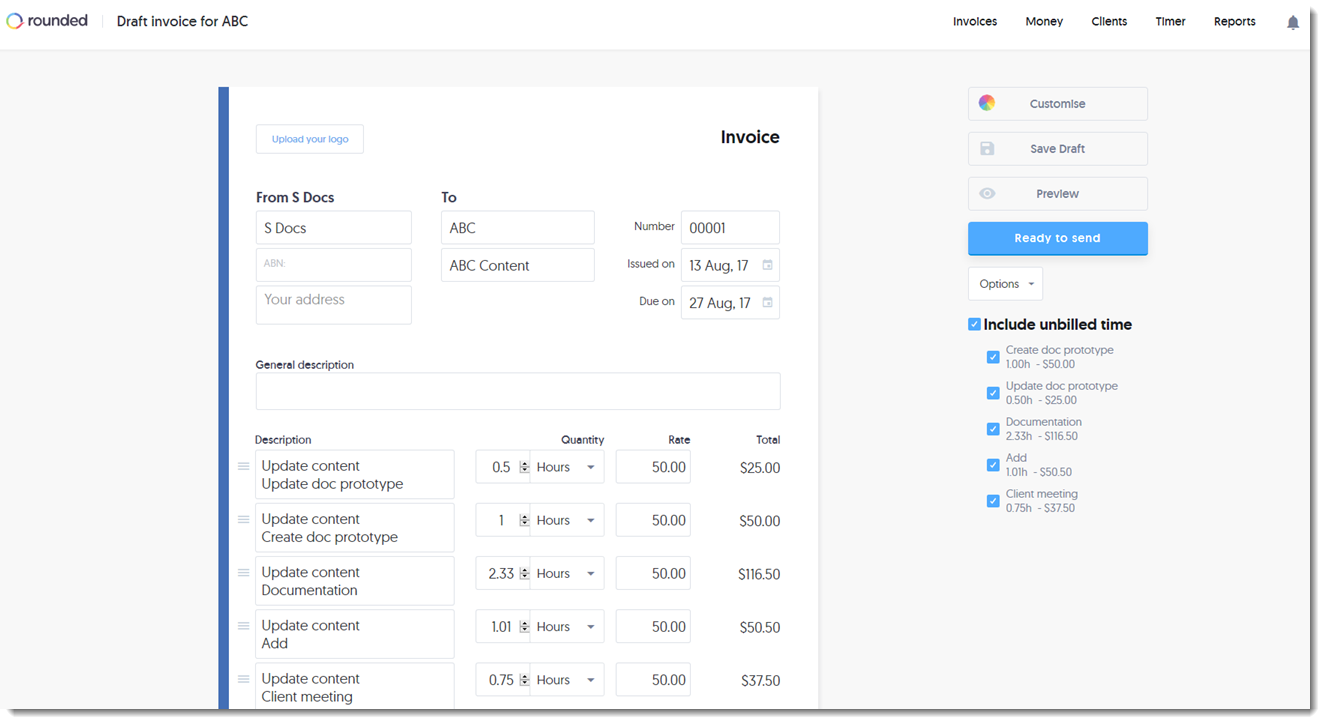 rounded
Draft invoice for ABC
Invoices
Money
Clients
Timer
Reports
Upload your logo
Invoice
From S Docs
To
S Docs
ABC
Number
00001
ABN:
ABC Content
Issued on
13 Aug, 17
Your address
Due on
27 Aug, 17
General description
Description
Quantity
Rate
Total
Update content
Update doc prototype
0.5
Hours
50.00
$25.00
Update content
Create doc prototype
1
Hours
50.00
$50.00
Update content
Documentation
2.33
Hours
50.00
$116.50
Update content
Add
1.01
Hours
50.00
$50.50
Update content
Client meeting
0.75
Hours
50.00
$37.50
Customise
Save Draft
Preview
Ready to send
Options
Include unbilled time
Create doc prototype
1.00h - $50.00
Update doc prototype
0.50h - $25.00
Documentation
2.33h - $116.50
Add
1.01h - $50.50
Client meeting
0.75h - $37.50